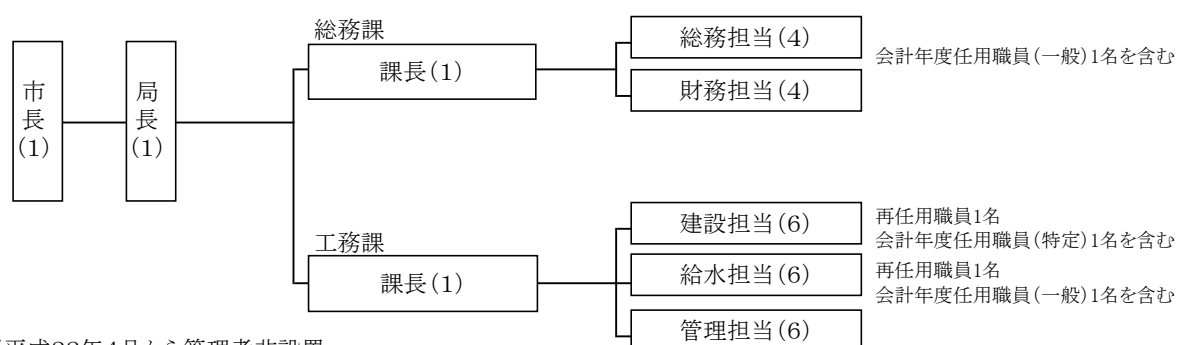 市長(1)
局長(1)
総務課
課長(1)
総務担当(4)
会計年度任用職員(一般)1名を含む
財務担当(4)
工務課
課長(1)
建設担当(6)
再任用職員1名
会計年度任用職員(特定)1名を含む
給水担当(6)
再任用職員1名
会計年度任用職員(一般)1名を含む
管理担当(6)